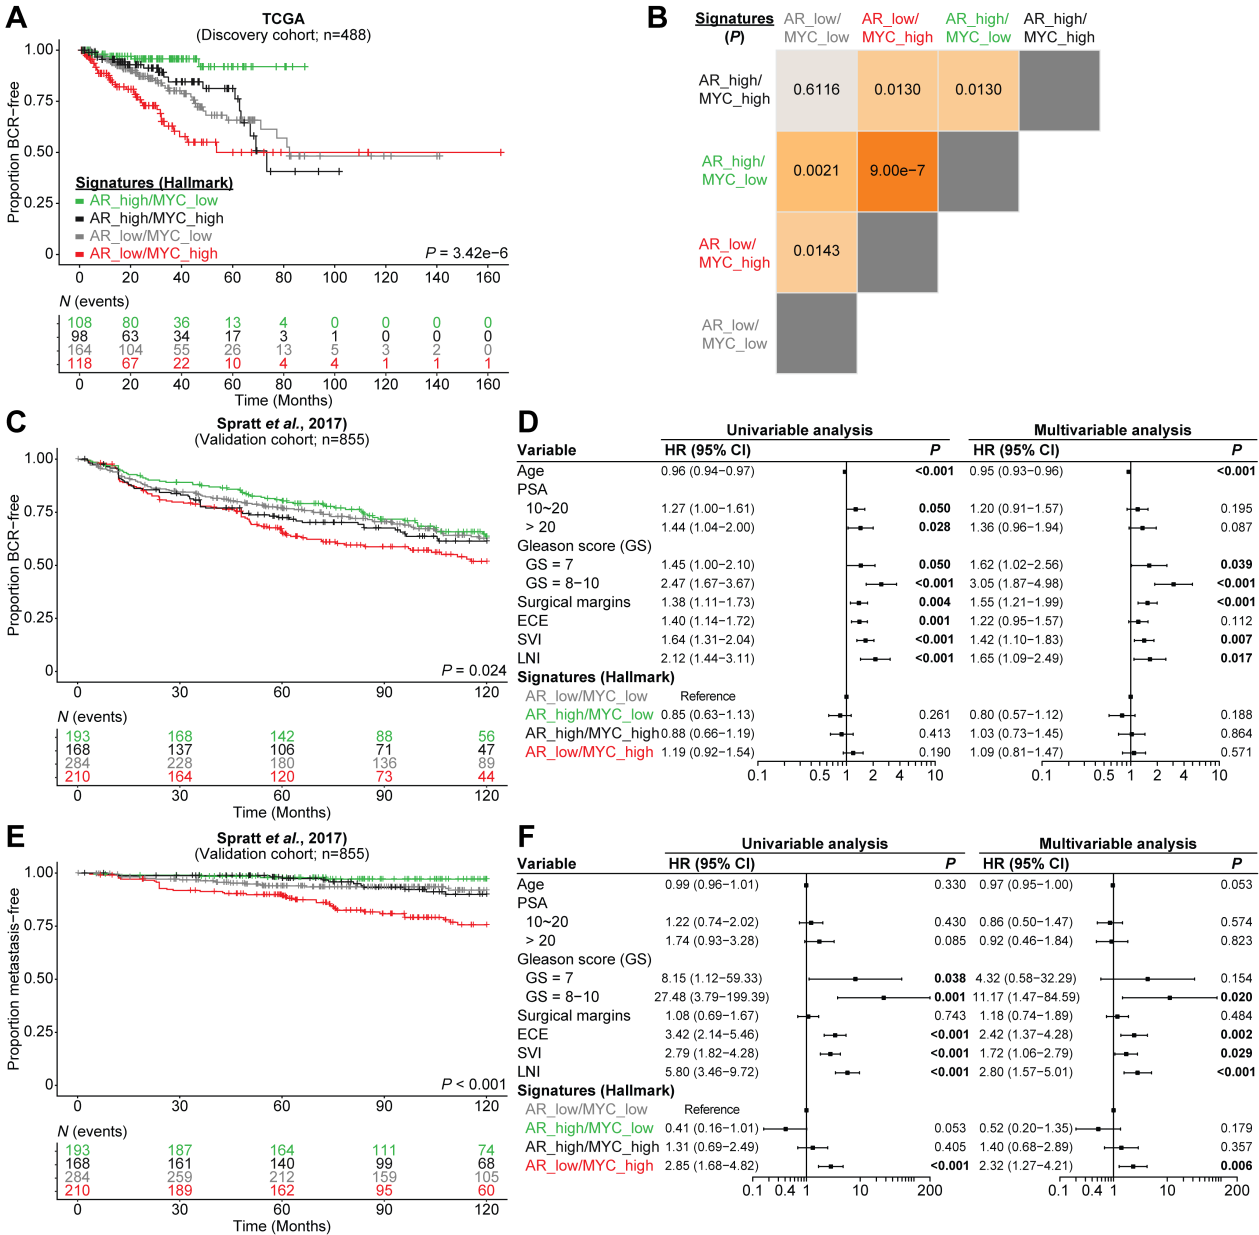 A
TCGA
(Discovery cohort; n=488)
Proportion BCR−free
1.00
0.75
0.50
0.25
0
Signatures (Hallmark)
AR_high/MYC_low
AR_high/MYC_high
AR_low/MYC_low
AR_low/MYC_high
P = 3.42e−6
0 20 40 60 80 100 120 140 160
N (events)
108 80 36 13 4 0 0 0 0
98 63 34 17 3 1 0 0 0
164 104 55 26 13 5 3 2 0
118 67 22 10 4 4 1 1 1
0 20 40 60 80 100 120 140 160
Time (Months)
B
Signatures (P)
AR_low/MYC_low AR_low/MYC_high AR_high/MYC_low AR_high/MYC_high
AR_high/MYC_high 0.6116 0.0130 0.0130
AR_high/MYC_low 0.0021 9.00e−7
AR_low/MYC_high 0.0143
AR_low/MYC_low
C
Spratt et al., 2017)
(Validation cohort; n=855)
Proportion BCR−free
1.00
0.75
0.50
0.25
0
P = 0.024
0 30 60 90 120
N (events)
193 168 142 88 56
168 137 106 71 47
284 228 180 136 89
210 164 120 73 44
0 30 60 90 120
Time (Months)
D
Univariable analysis Multivariable analysis
Variable HR (95% CI) P HR (95% CI) P
Age 0.96 (0.94−0.97) <0.001 0.95 (0.93−0.96) <0.001
PSA
10~20 1.27 (1.00−1.61) 0.050 1.20 (0.91−1.57) 0.195
> 20 1.44 (1.04−2.00) 0.028 1.36 (0.96−1.94) 0.087
Gleason score (GS)
GS = 7 1.45 (1.00−2.10) 0.050 1.62 (1.02−2.56) 0.039
GS = 8−10 2.47 (1.67−3.67) <0.001 3.05 (1.87−4.98) <0.001
Surgical margins 1.38 (1.11−1.73) 0.004 1.55 (1.21−1.99) <0.001
ECE 1.40 (1.14−1.72) 0.001 1.22 (0.95−1.57) 0.112
SVI 1.64 (1.31−2.04) <0.001 1.42 (1.10−1.83) 0.007
LNI 2.12 (1.44−3.11) <0.001 1.65 (1.09−2.49) 0.017
Signatures (Hallmark)
AR_low/MYC_low Reference
AR_high/MYC_low 0.85 (0.63−1.13) 0.261 0.80 (0.57−1.12) 0.188
AR_high/MYC_high 0.88 (0.66−1.19) 0.413 1.03 (0.73−1.45) 0.864
AR_low/MYC_high 1.19 (0.92−1.54) 0.190 1.09 (0.81−1.47) 0.571
0.1 0.5 1 2 4 10 0.1 0.5 1 2 4 10
E
Spratt et al., 2017)
(Validation cohort; n=855)
Proportion metastasis−free
1.00
0.75
0.50
0.25
0
P < 0.001
0 30 60 90 120
N (events)
193 187 164 111 74
168 161 140 99 68
284 259 212 159 105
210 189 162 95 60
0 30 60 90 120
Time (Months)
F
Univariable analysis Multivariable analysis
Variable HR (95% CI) P HR (95% CI) P
Age 0.99 (0.96−1.01) 0.330 0.97 (0.95−1.00) 0.053
PSA
10~20 1.22 (0.74−2.02) 0.430 0.86 (0.50−1.47) 0.574
> 20 1.74 (0.93−3.28) 0.085 0.92 (0.46−1.84) 0.823
Gleason score (GS)
GS = 7 8.15 (1.12−59.33) 0.038 4.32 (0.58−32.29) 0.154
GS = 8−10 27.48 (3.79−199.39) 0.001 11.17 (1.47−84.59) 0.020
Surgical margins 1.08 (0.69−1.67) 0.743 1.18 (0.74−1.89) 0.484
ECE 3.42 (2.14−5.46) <0.001 2.42 (1.37−4.28) 0.002
SVI 2.79 (1.82−4.28) <0.001 1.72 (1.06−2.79) 0.029
LNI 5.80 (3.46−9.72) <0.001 2.80 (1.57−5.01) <0.001
Signatures (Hallmark)
AR_low/MYC_low Reference
AR_high/MYC_low 0.41 (0.16−1.01) 0.053 0.52 (0.20−1.35) 0.179
AR_high/MYC_high 1.31 (0.69−2.49) 0.405 1.40 (0.68−2.89) 0.357
AR_low/MYC_high 2.85 (1.68−4.82) <0.001 2.32 (1.27−4.21) 0.006
0.1 0.4 1 10 200 0.1 0.4 1 10 200